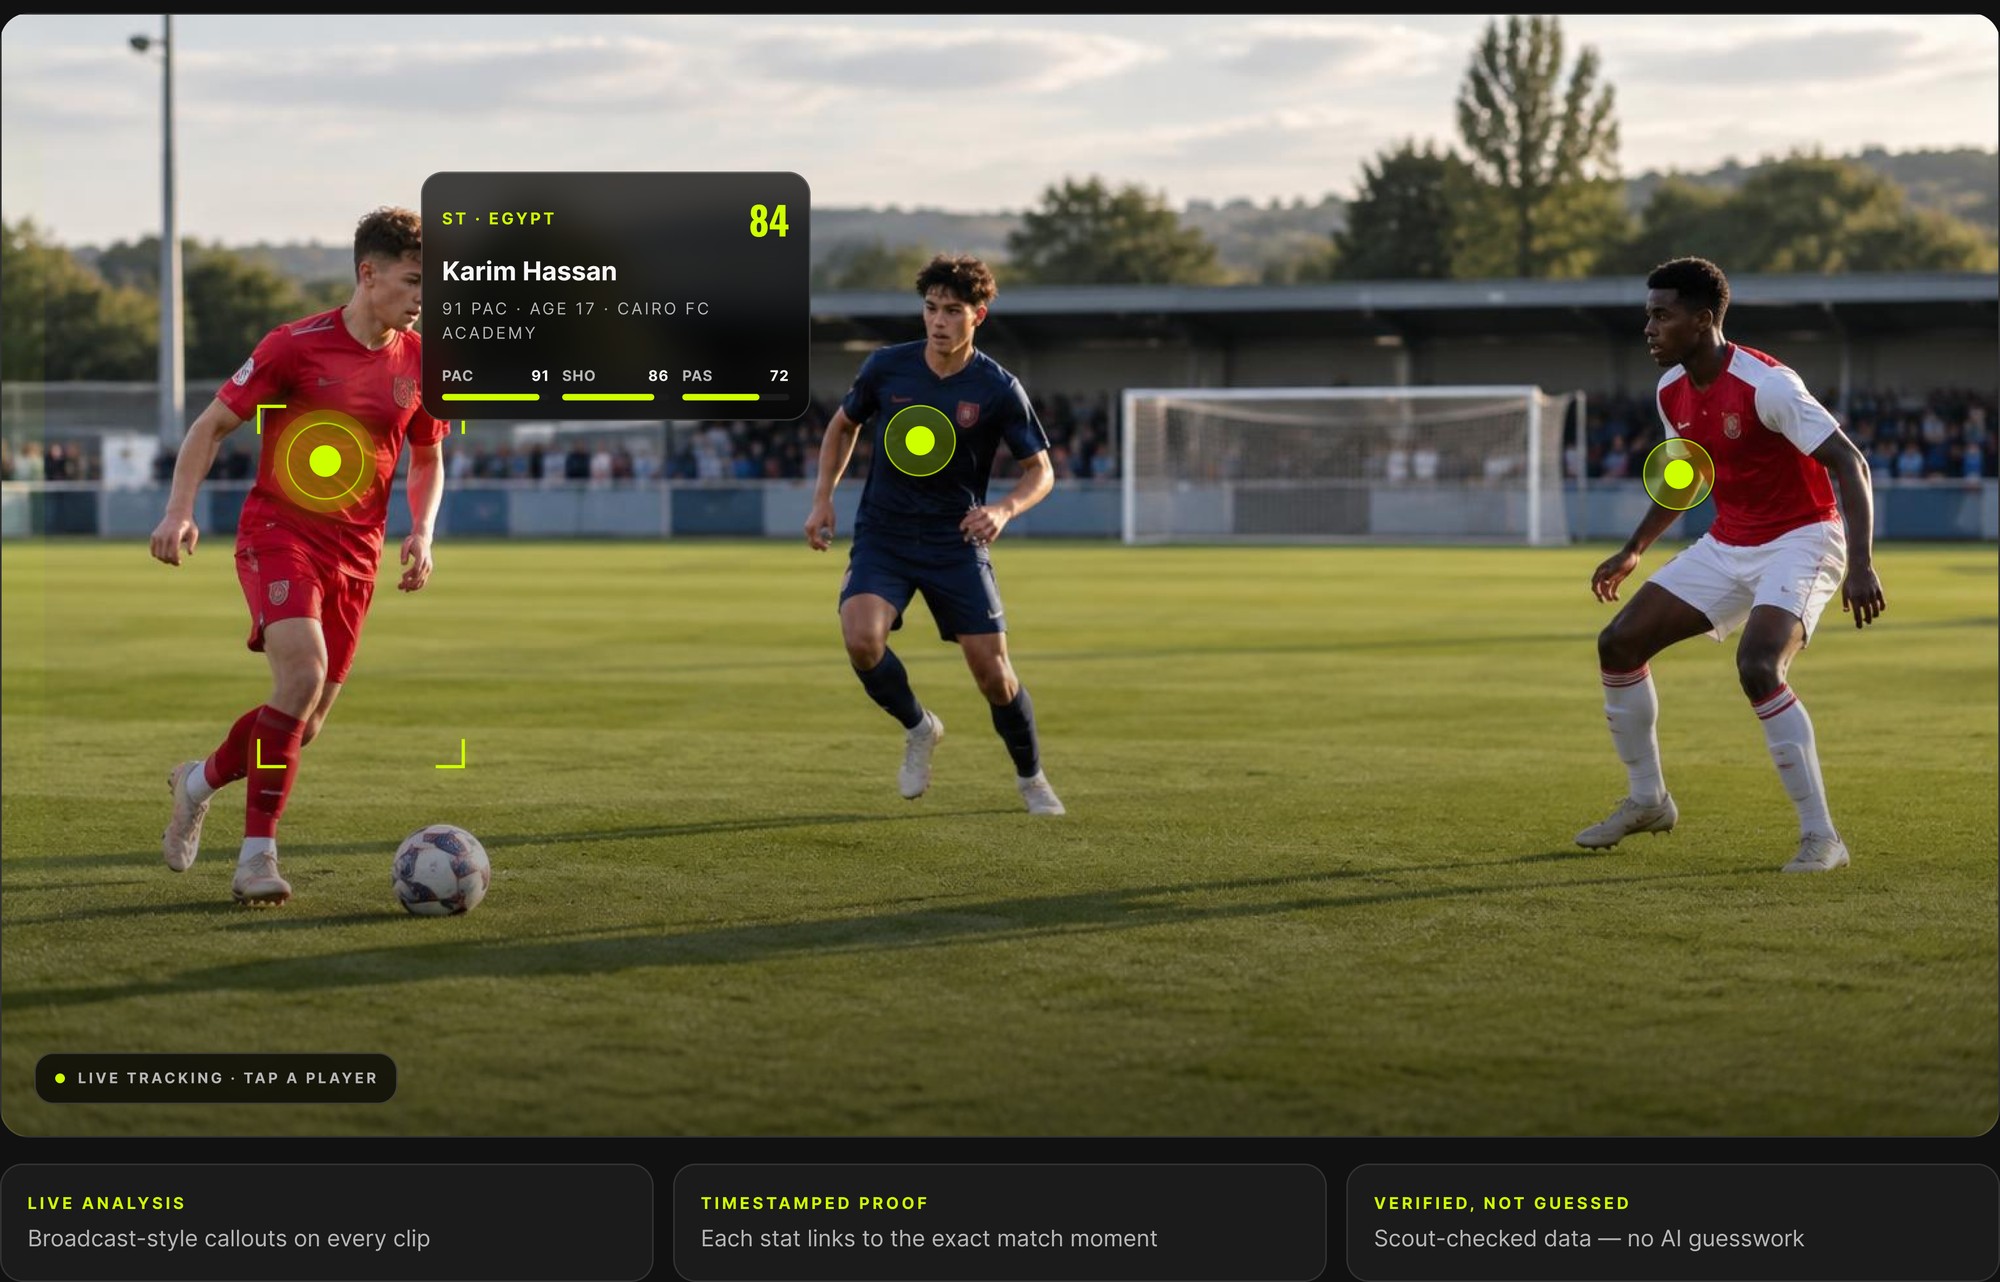 ST · EGYPT
84
Karim Hassan
91 PAC · AGE 17 · CAIRO FC
ACADEMY
PAC 91 SHO 86 PAS 72
LIVE TRACKING · TAP A PLAYER
LIVE ANALYSIS
Broadcast-style callouts on every clip
TIMESTAMPED PROOF
Each stat links to the exact match moment
VERIFIED, NOT GUESSED
Scout-checked data — no AI guesswork